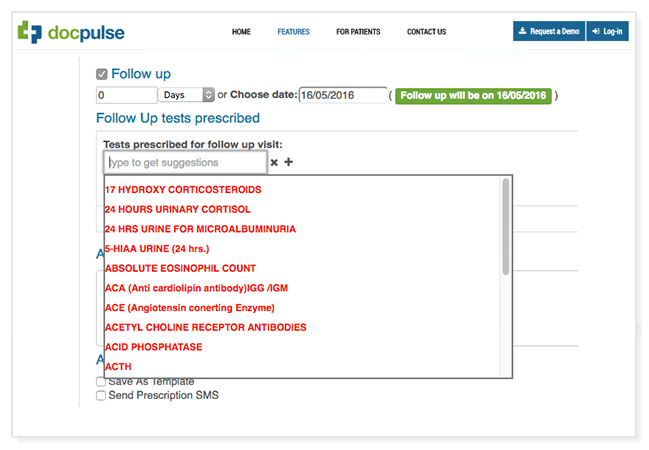 docpulse HOME FEATURES FOR PATIENTS CONTACT US Request a Demo Log-in
Follow up
0 Days or Choose date: 16/05/2016 ( Follow up will be on 16/05/2016 )
Follow Up tests prescribed
Tests prescribed for follow up visit:
Type to get suggestions
17 HYDROXY CORTICOSTEROIDS
24 HOURS URINARY CORTISOL
24 HRS URINE FOR MICROALBUMINURIA
5-HIAA URINE (24 hrs.)
A
ABSOLUTE EOSINOPHIL COUNT
ACA (Anti cardiolipin antibody)IGG /IGM
ACE (Angiotensin conerting Enzyme)
ACETYL CHOLINE RECEPTOR ANTIBODIES
ACID PHOSPHATASE
A
ACTH
Save As Template
Send Prescription SMS